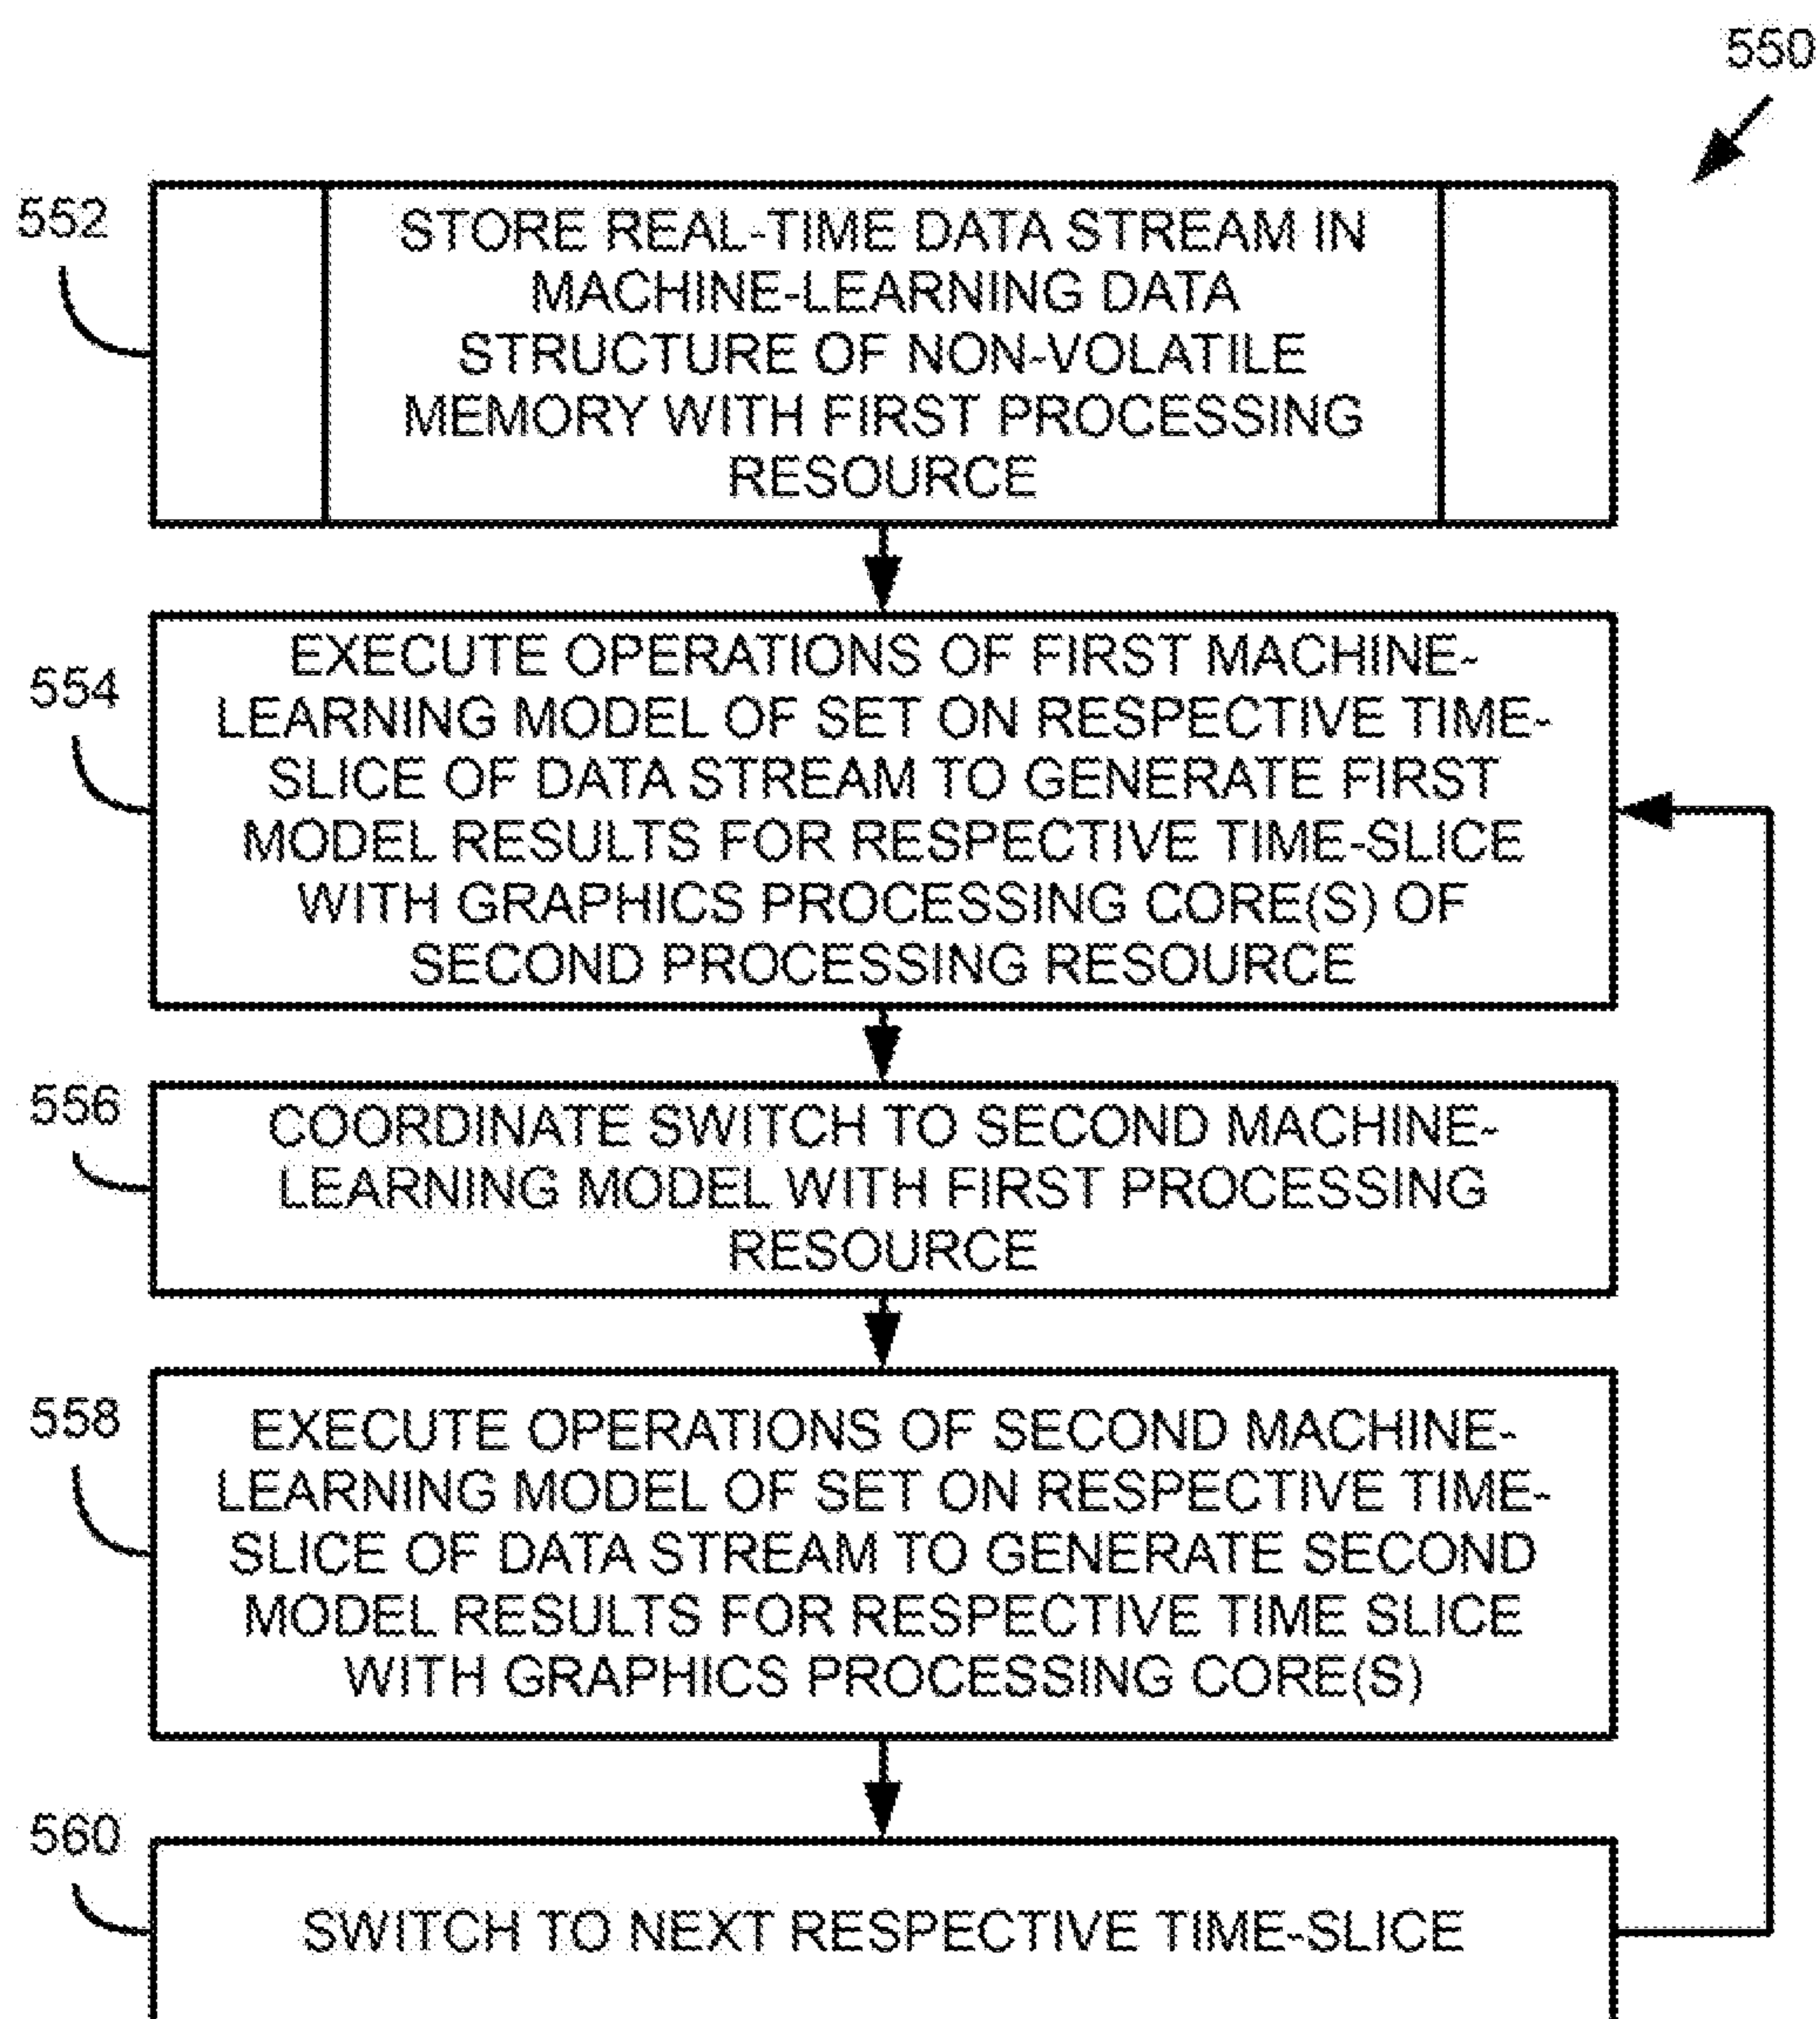 550
552
STORE REAL-TIME DATA STREAM IN
MACHINE-LEARNING DATA
STRUCTURE OF NON-VOLATILE
MEMORY WITH FIRST PROCESSING
RESOURCE
554
EXECUTE OPERATIONS OF FIRST MACHINE-
LEARNING MODEL OF SET ON RESPECTIVE TIME-
SLICE OF DATA STREAM TO GENERATE FIRST
MODEL RESULTS FOR RESPECTIVE TIME-SLICE
WITH GRAPHICS PROCESSING CORE(S) OF
SECOND PROCESSING RESOURCE
556
COORDINATE SWITCH TO SECOND MACHINE-
LEARNING MODEL WITH FIRST PROCESSING
RESOURCE
558
EXECUTE OPERATIONS OF SECOND MACHINE-
LEARNING MODEL OF SET ON RESPECTIVE TIME-
SLICE OF DATA STREAM TO GENERATE SECOND
MODEL RESULTS FOR RESPECTIVE TIME SLICE
WITH GRAPHICS PROCESSING CORE(S)
560
SWITCH TO NEXT RESPECTIVE TIME-SLICE